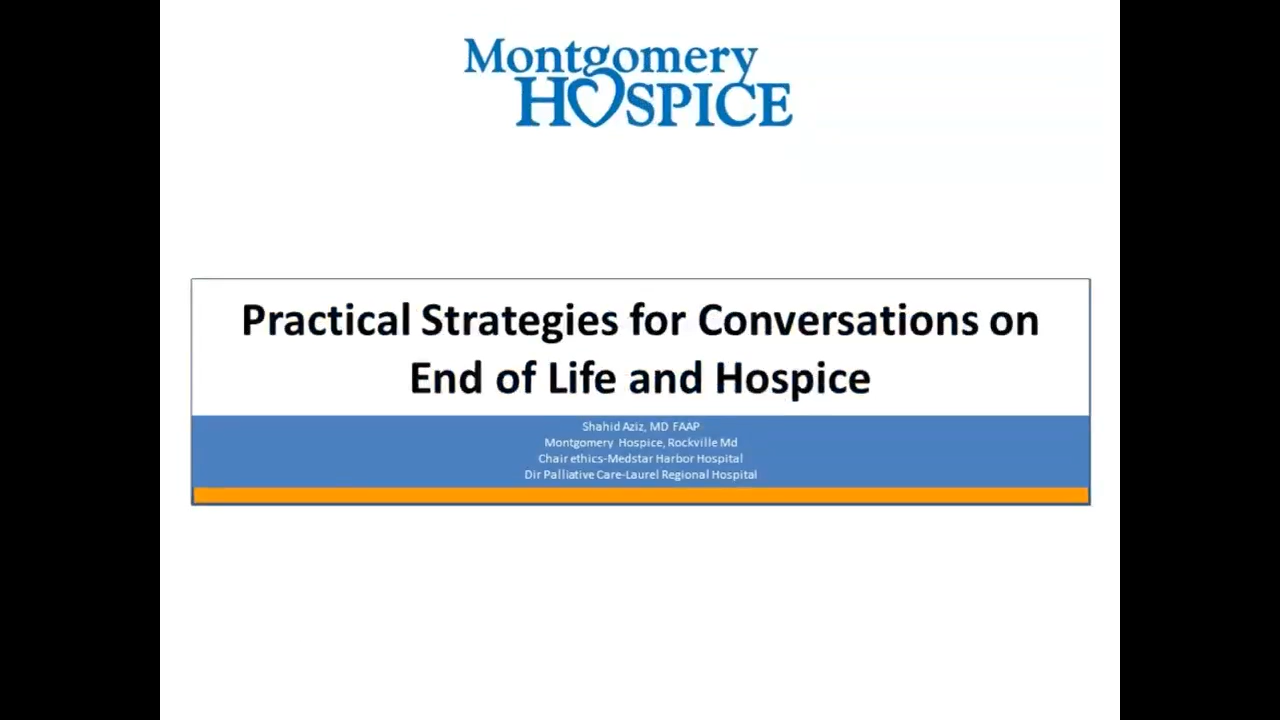 Montgomery
HOSPICE
Practical Strategies for Conversations on
End of Life and Hospice
Shahid Aziz, MD FAAP
Montgomery Hospice, Rockville Md
Chair ethics-Medstar Harbor Hospital
Dir Palliative Care-Laurel Regional Hospital